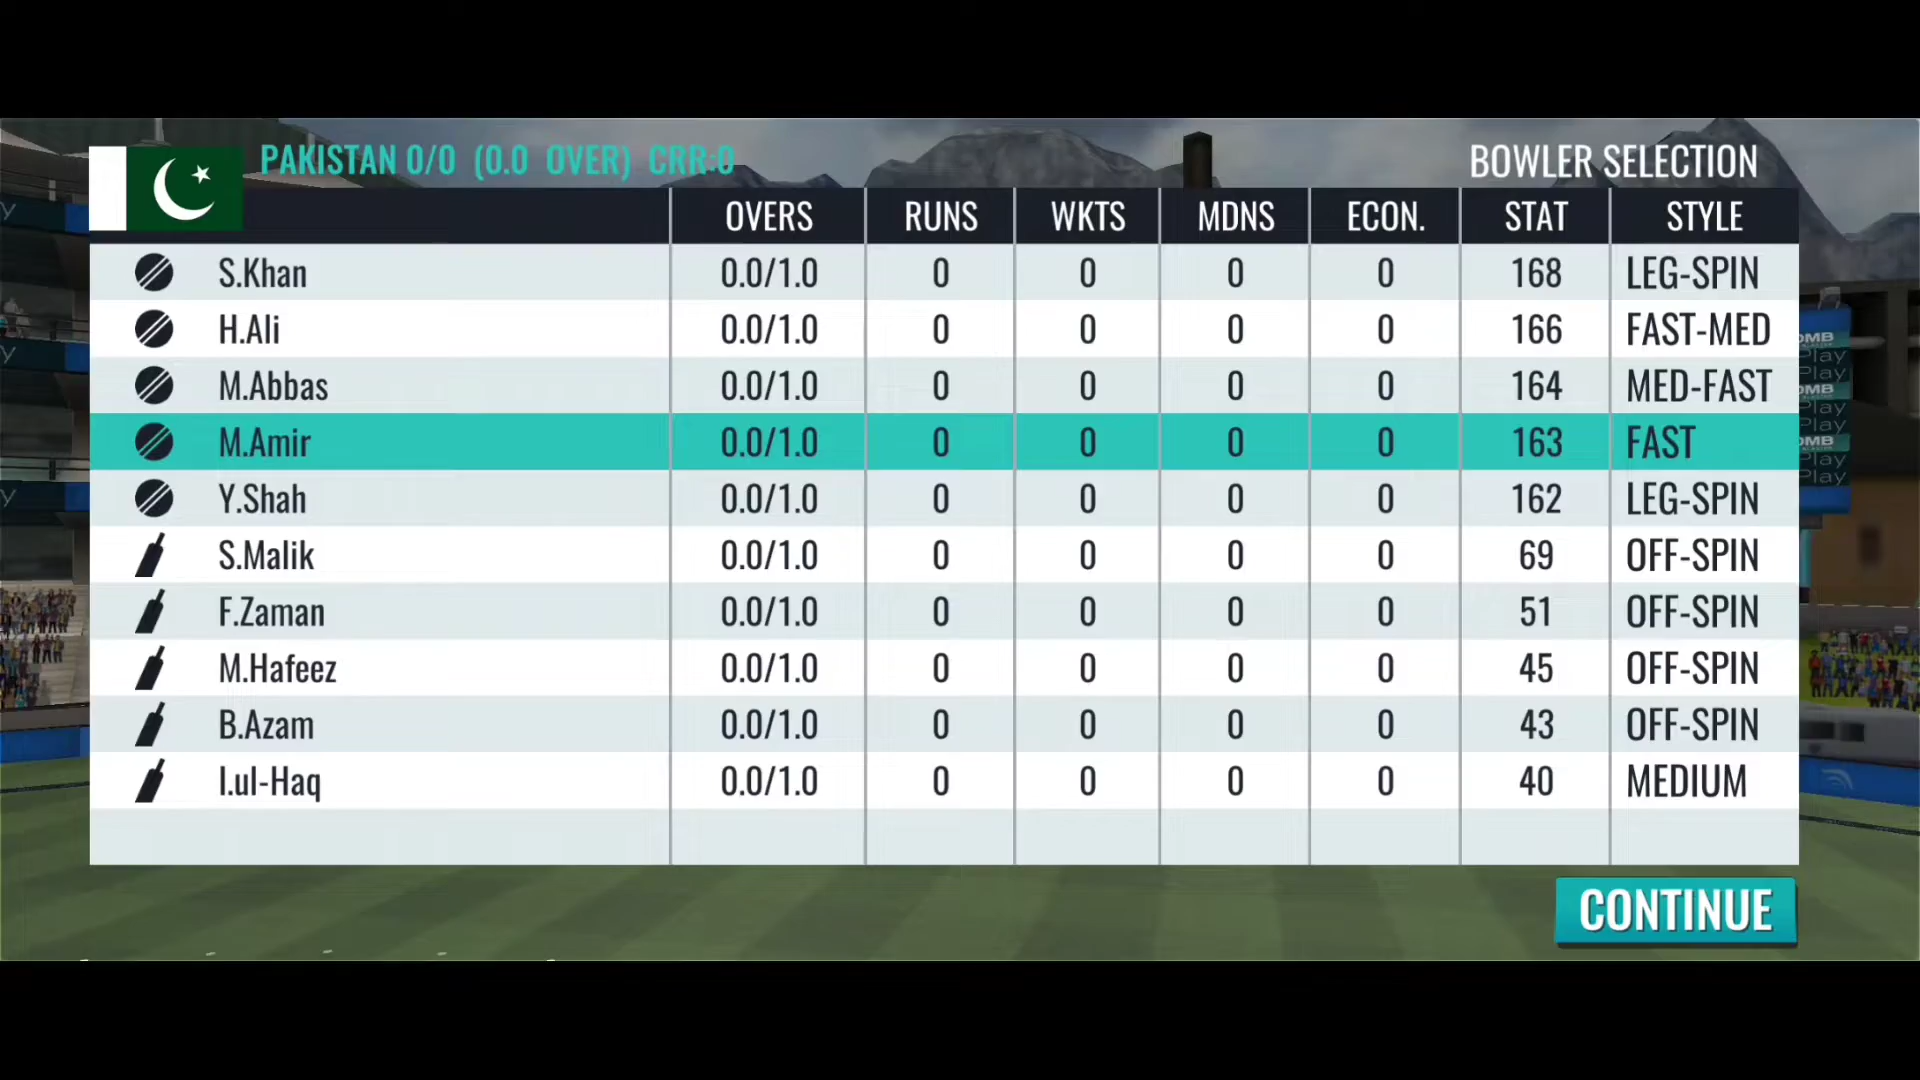 PAKISTAN 0/0 (0.0 OVER) CRR:0
BOWLER SELECTION
OVERS RUNS WKTS MDNS ECON. STAT STYLE
S.Khan 0.0/1.0 0 0 0 0 168 LEG-SPIN
H.Ali 0.0/1.0 0 0 0 0 166 FAST-MED
M.Abbas 0.0/1.0 0 0 0 0 164 MED-FAST
M.Amir 0.0/1.0 0 0 0 0 163 FAST
Y.Shah 0.0/1.0 0 0 0 0 162 LEG-SPIN
S.Malik 0.0/1.0 0 0 0 0 69 OFF-SPIN
F.Zaman 0.0/1.0 0 0 0 0 51 OFF-SPIN
M.Hafeez 0.0/1.0 0 0 0 0 45 OFF-SPIN
B.Azam 0.0/1.0 0 0 0 0 43 OFF-SPIN
I.ul-Haq 0.0/1.0 0 0 0 0 40 MEDIUM
Play
Play
Play
Play
Play
Play
CONTINUE